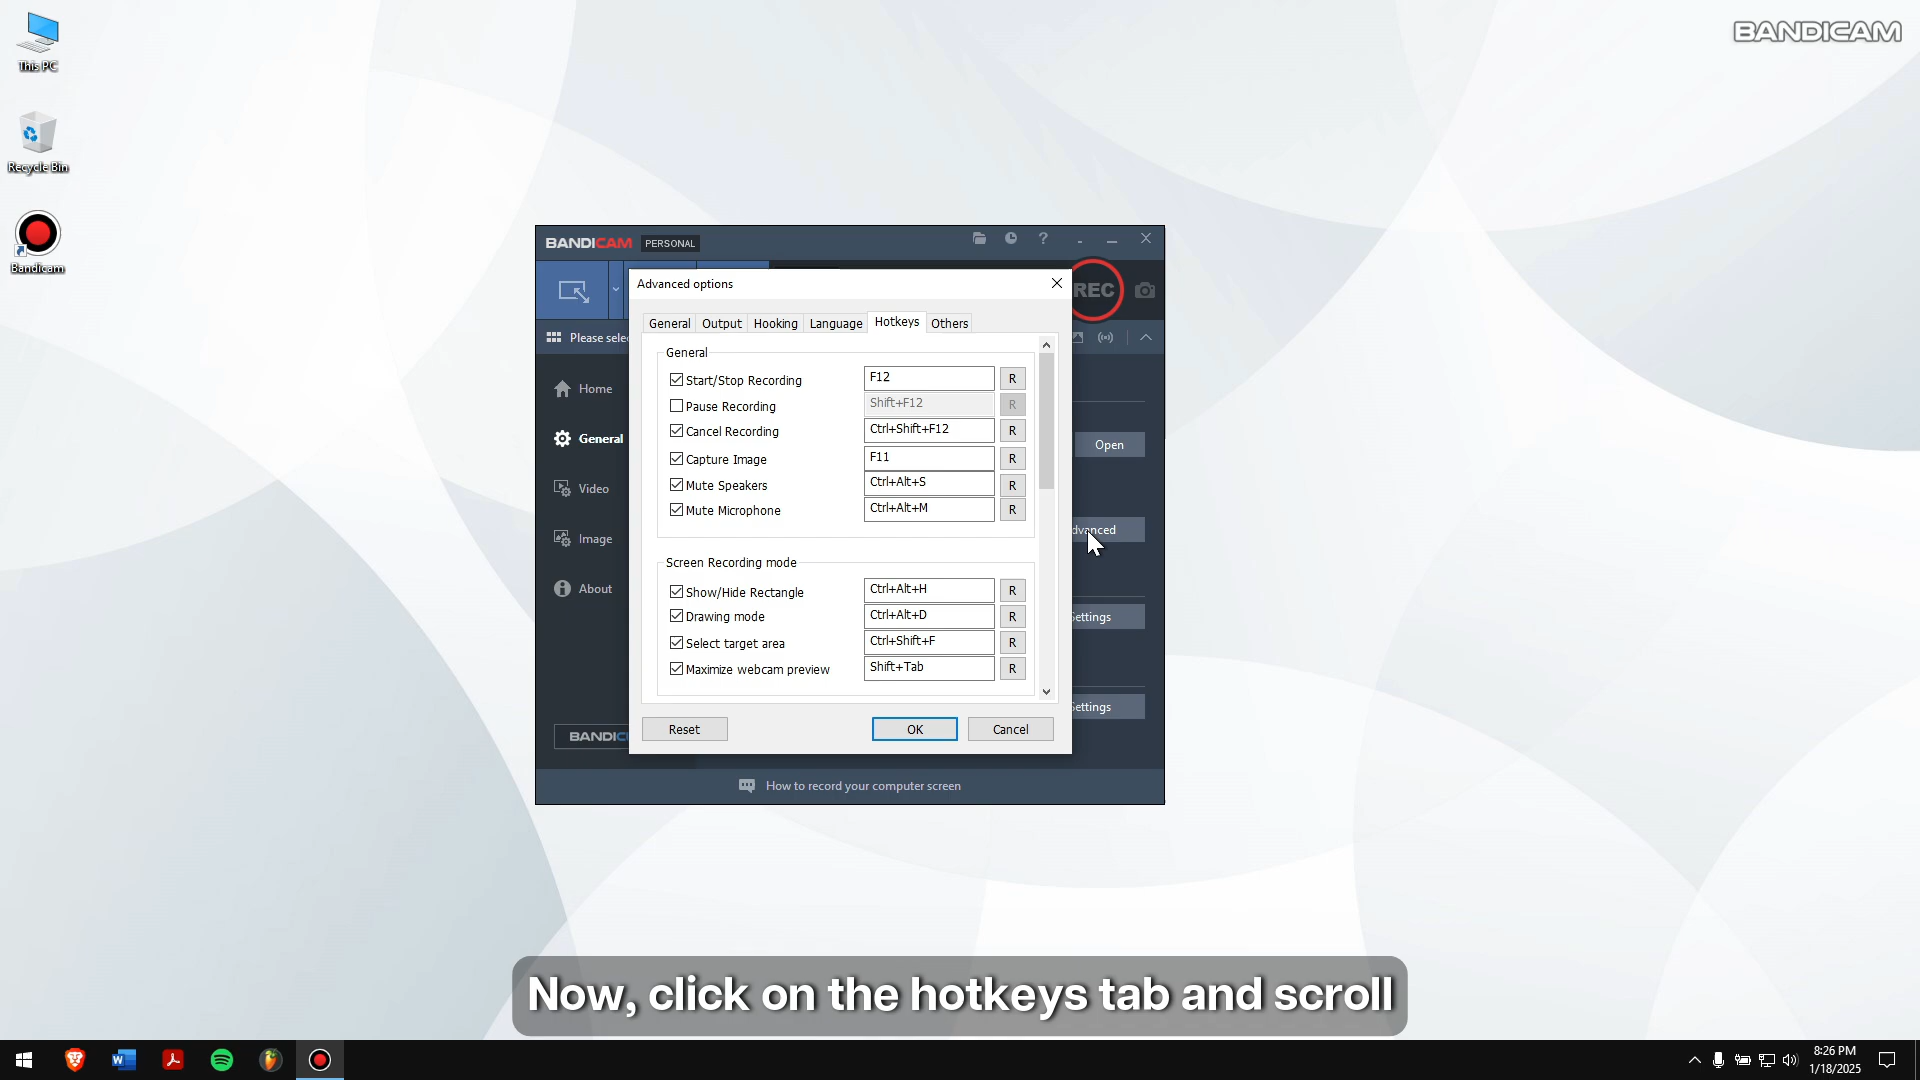 This PC
BANDICAM
Recycle Bin
Bandicam
BANDICAM PERSONAL
?
Advanced options
REC
General Output Hooking Language Hotkeys Others
Please sele
General
Start/Stop Recording F12 R
Home
Pause Recording Shift+F12 R
Cancel Recording Ctrl+Shift+F12 R
General
Open
Capture Image F11 R
Mute Speakers Ctrl+Alt+S R
Video
Mute Microphone Ctrl+Alt+M R
dvanced
Image
Screen Recording mode
Show/Hide Rectangle Ctrl+Alt+H R
About
Drawing mode Ctrl+Alt+D R
Settings
Select target area Ctrl+Shift+F R
Maximize webcam preview Shift+Tab R
Settings
Reset OK Cancel
BANDIC
How to record your computer screen
Now, click on the hotkeys tab and scroll
8:26 PM
1/18/2025